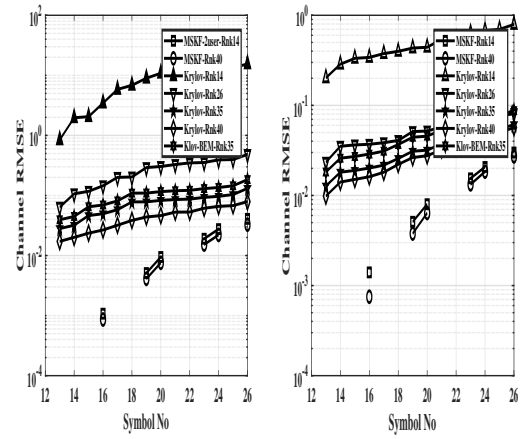 10^2
10^0
10^-2
10^-4
Channel RMSE
12 14 16 18 20 22 24 26
Symbol No
MSKF-2user-Rnk14
MSKF-Rnk40
Krylov-Rnk14
Krylov-Rnk26
Krylov-Rnk35
Krylov-Rnk40
Klov-BEM-Rnk35
10^0
10^-1
10^-2
10^-3
10^-4
Channel RMSE
12 14 16 18 20 22 24 26
Symbol No
MSKF-Rnk14
MSKF-Rnk40
Krylov-Rnk14
Krylov-Rnk26
Krylov-Rnk35
Krylov-Rnk40
Klov-BEM-Rnk35